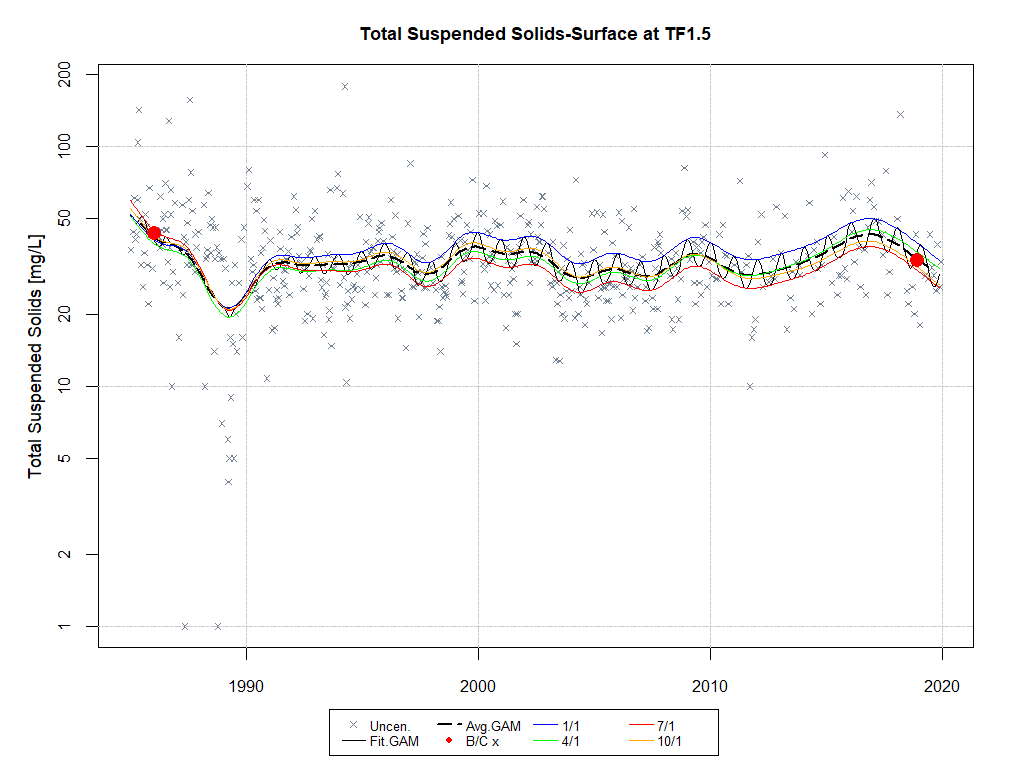 Total Suspended Solids-Surface at TF1.5
Total Suspended Solids [mg/L]
200
100
50
20
10
5
2
1
1990 2000 2010 2020
Uncen. Avg.GAM 1/1 7/1
Fit.GAM B/C x 4/1 10/1